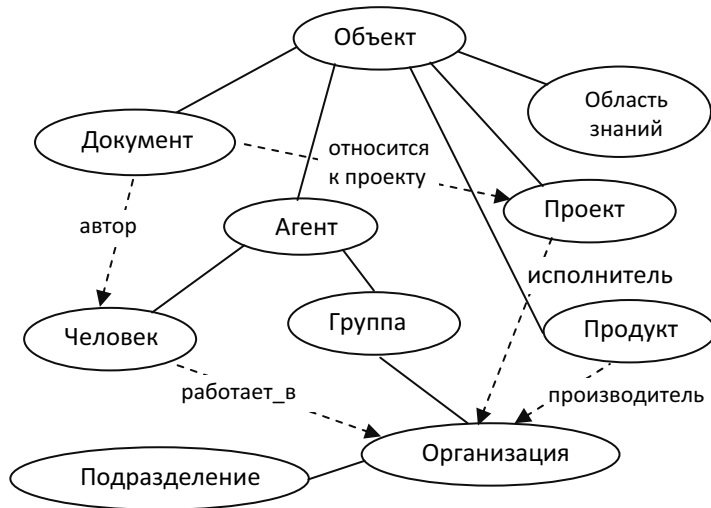 Объект
Область
знаний
Документ
относится
к проекту
Проект
автор
Агент
исполнитель
Человек
Группа
Продукт
работает_в
производитель
Организация
Подразделение